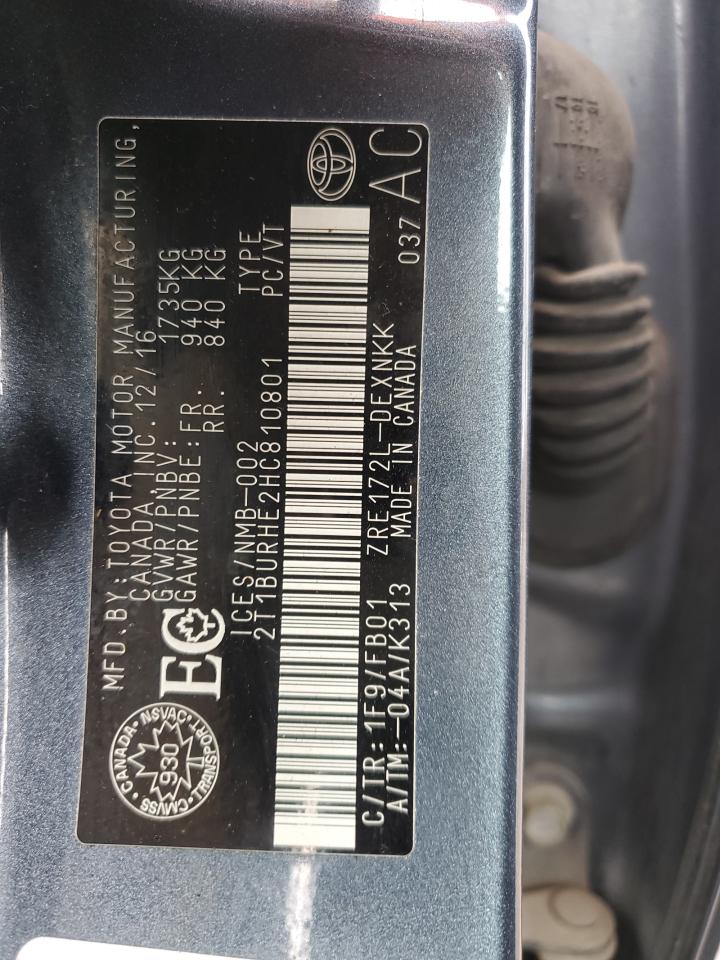 MFD.BY:TOYOTA MOTOR MANUFACTURING,
CANADA,INC.12/16
GVWR/PNBV: 1735KG
GAWR/PNBE:FR. 940 KG
RR. 840 KG
EC
ICES/NMB-002 TYPE
2T1BURHE2HC810801 PC/VT
CANADA • NSVAC • TRANSPORT • CMVSS •
930
C/TR:1F9/FB01 ZRE172L-DEXNKK 037
A/TM:-04A/K313 MADE IN CANADA AC